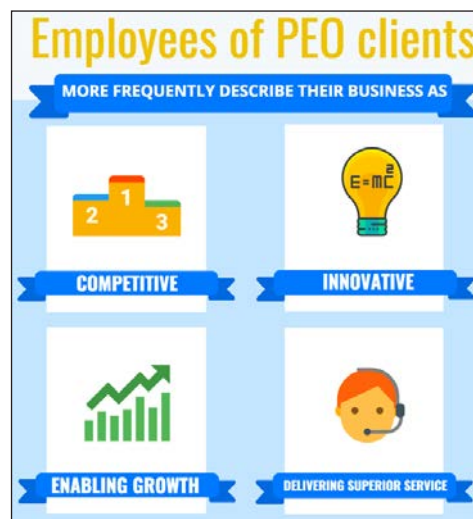 Employees of PEO clients
MORE FREQUENTLY DESCRIBE THEIR BUSINESS AS
1
2
3
COMPETITIVE
E=mc²
INNOVATIVE
ENABLING GROWTH
DELIVERING SUPERIOR SERVICE